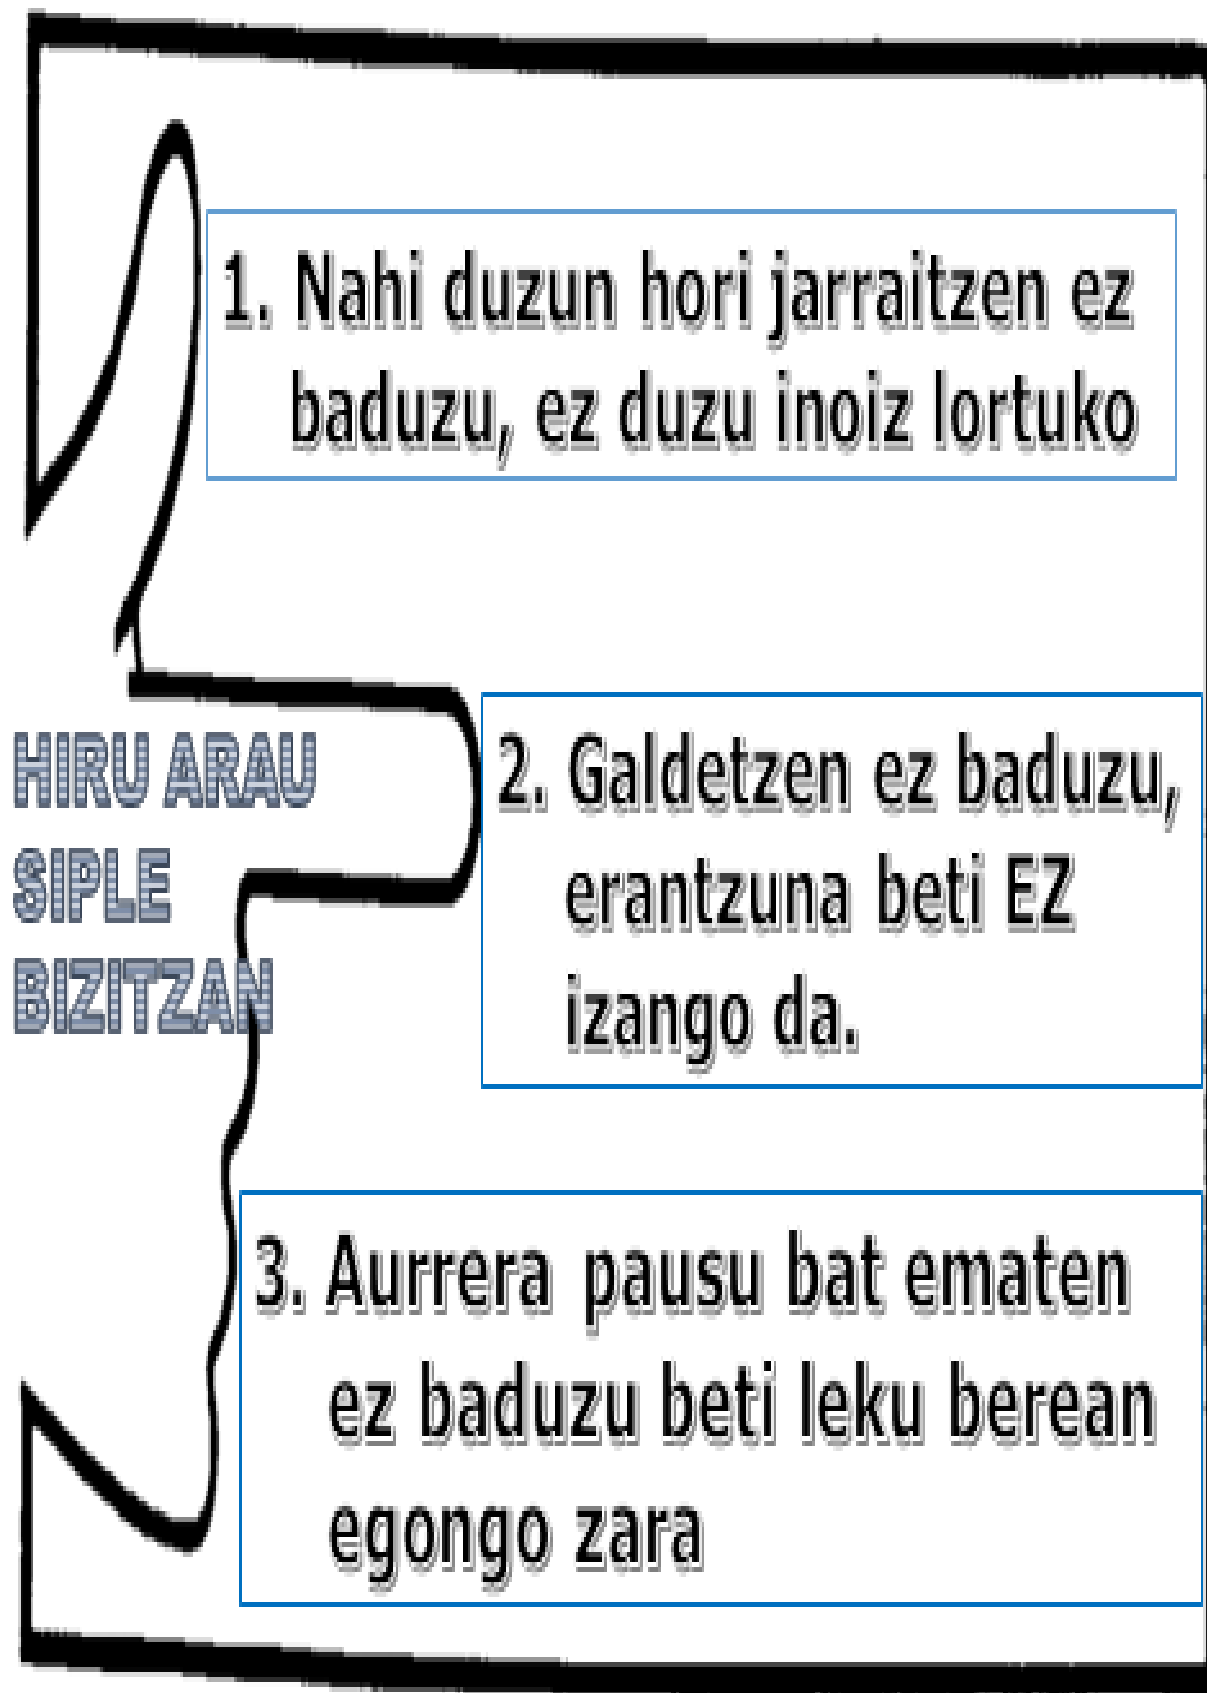 1. Nahi duzun hori jarraitzen ez
baduzu, ez duzu inoiz lortuko
HIRU ARAU
SIPLE
BIZITZAN
2. Galdetzen ez baduzu,
erantzuna beti EZ
izango da.
3. Aurrera pausu bat ematen
ez baduzu beti leku berean
egongo zara